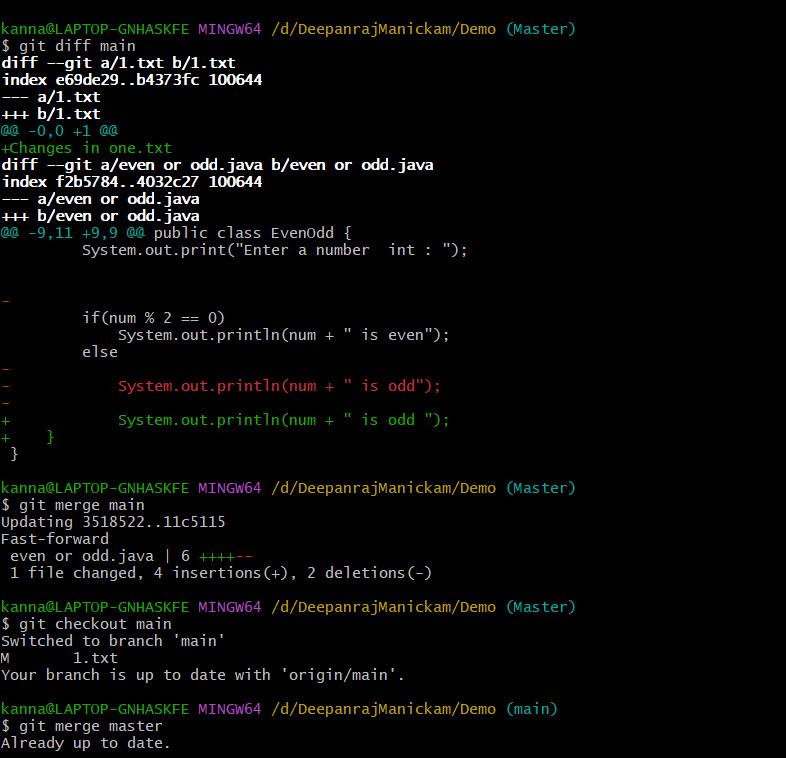 kanna@LAPTOP-GNHASKFE MINGW64 /d/DeepanrajManickam/Demo (Master)
$ git diff main
diff --git a/1.txt b/1.txt
index e69de29..b4373fc 100644
--- a/1.txt
+++ b/1.txt
@@ -0,0 +1 @@
+Changes in one.txt
diff --git a/even or odd.java b/even or odd.java
index f2b5784..4032c27 100644
--- a/even or odd.java
+++ b/even or odd.java
@@ -9,11 +9,9 @@ public class EvenOdd {
         System.out.print("Enter a number  int : ");
-
         if(num % 2 == 0)
             System.out.println(num + " is even");
         else
-
-            System.out.println(num + " is odd");
-
+            System.out.println(num + " is odd ");
+    }
 }
kanna@LAPTOP-GNHASKFE MINGW64 /d/DeepanrajManickam/Demo (Master)
$ git merge main
Updating 3518522..11c5115
Fast-forward
 even or odd.java | 6 ++++--
 1 file changed, 4 insertions(+), 2 deletions(-)
kanna@LAPTOP-GNHASKFE MINGW64 /d/DeepanrajManickam/Demo (Master)
$ git checkout main
Switched to branch 'main'
M       1.txt
Your branch is up to date with 'origin/main'.
kanna@LAPTOP-GNHASKFE MINGW64 /d/DeepanrajManickam/Demo (main)
$ git merge master
Already up to date.